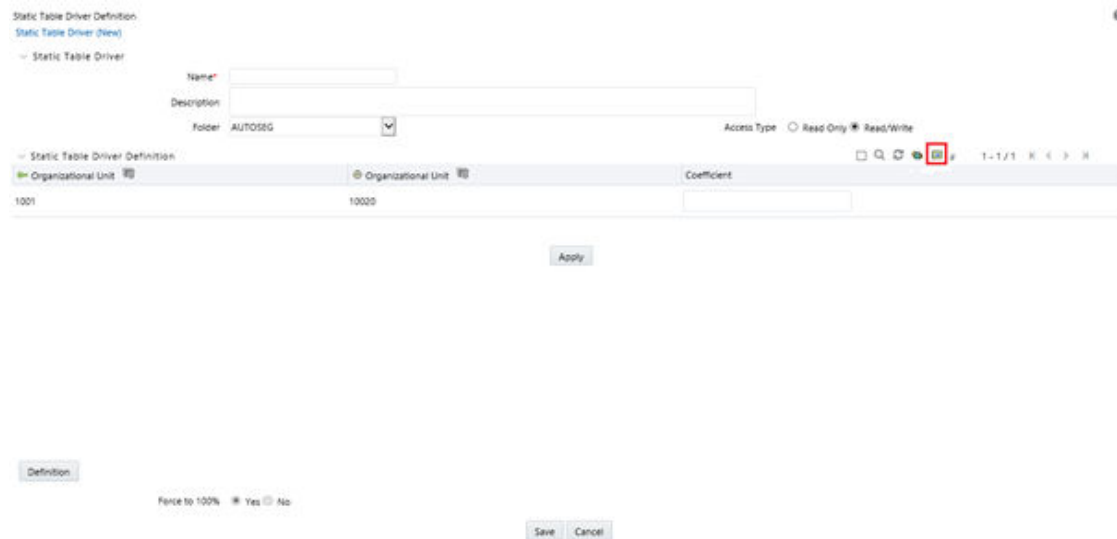 Static Table Driver Definition
Static Table Driver (New)
Static Table Driver
Name*
Description
Folder AUTOSEG Access Type Read Only Read/Write
Static Table Driver Definition 1-1/1
Organizational Unit Organizational Unit Coefficient
1001 10020
Apply
Definition
Force to 100% Yes No
Save Cancel